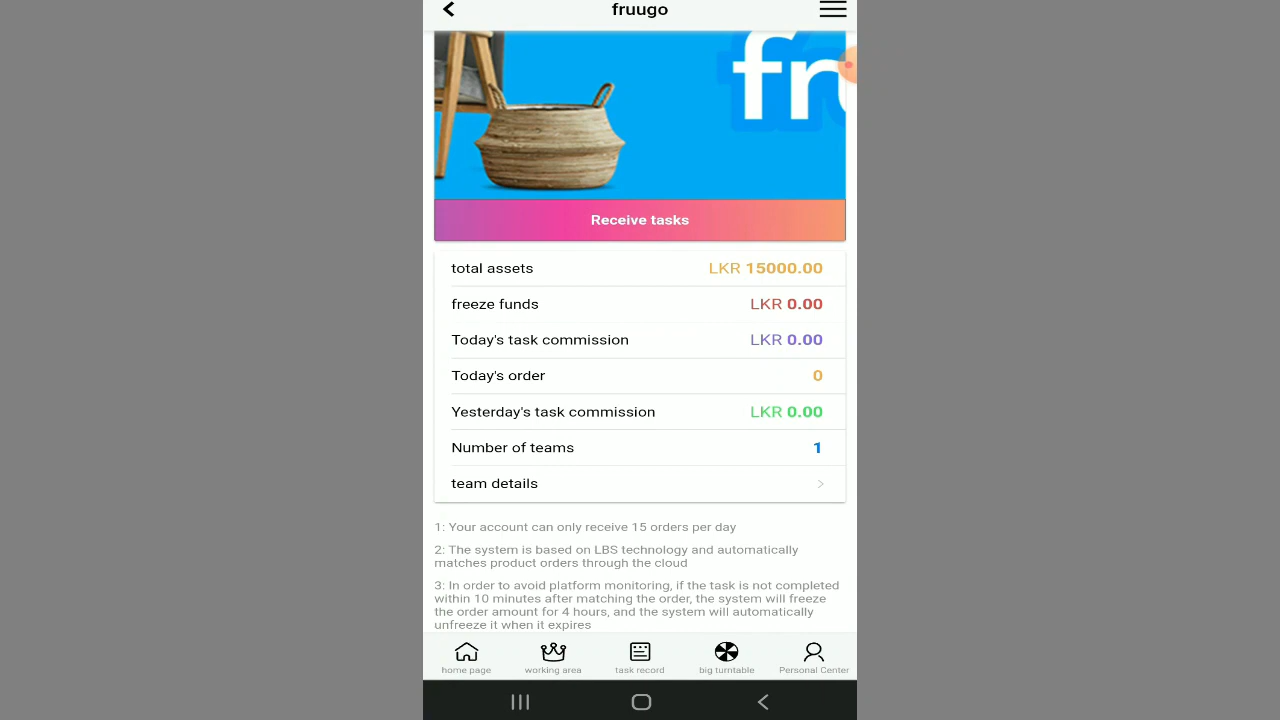 fruugo
fru
Receive tasks
total assets LKR 15000.00
freeze funds LKR 0.00
Today's task commission LKR 0.00
Today's order 0
Yesterday's task commission LKR 0.00
Number of teams 1
team details
1: Your account can only receive 15 orders per day
2: The system is based on LBS technology and automatically
matches product orders through the cloud
3: In order to avoid platform monitoring, if the task is not completed
within 10 minutes after matching the order, the system will freeze
the order amount for 4 hours, and the system will automatically
unfreeze it when it expires
home page working area task record big turntable Personal Center